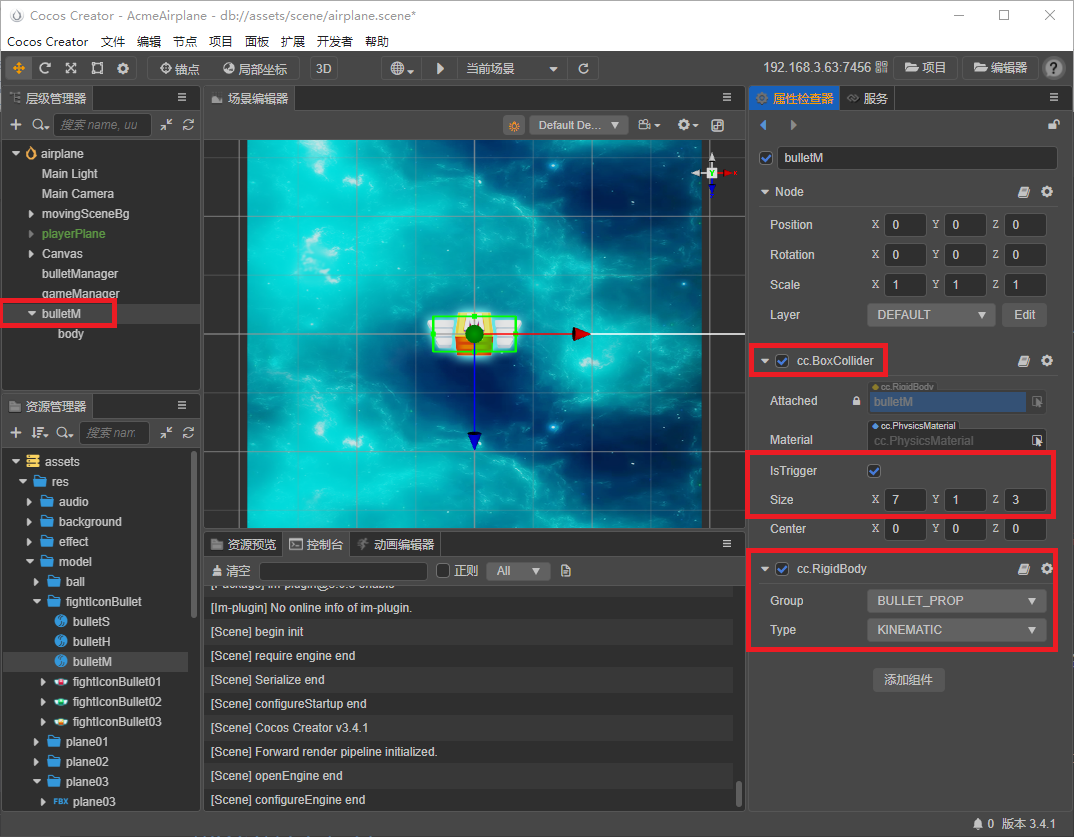 Cocos Creator - AcmeAirplane - db://assets/scene/airplane.scene*
Cocos Creator 文件 编辑 节点 项目 面板 扩展 开发者 帮助
锚点 局部坐标 3D 当前场景 192.168.3.63:7456 项目 编辑器 ?
层级管理器
搜索 name, uu
airplane
Main Light
Main Camera
movingSceneBg
playerPlane
Canvas
bulletManager
gameManager
bulletM
body
资源管理器
搜索 nam
assets
res
audio
background
effect
model
ball
fightIconBullet
bulletS
bulletH
bulletM
fightIconBullet01
fightIconBullet02
fightIconBullet03
plane01
plane02
plane03
FBX plane03
场景编辑器
Default De...
Y
X
Z
资源预览 控制台 动画编辑器
清空 正则 All
[Im-plugin] No online info of im-plugin.
[Scene] begin init
[Scene] require engine end
[Scene] Serialize end
[Scene] configureStartup end
[Scene] Cocos Creator v3.4.1
[Scene] Forward render pipeline initialized.
[Scene] openEngine end
[Scene] configureEngine end
属性检查器 服务
bulletM
Node
Position X 0 Y 0 Z 0
Rotation X 0 Y 0 Z 0
Scale X 1 Y 1 Z 1
Layer DEFAULT Edit
cc.BoxCollider
cc.RigidBody
Attached bulletM
cc.PhysicsMaterial
Material cc.PhysicsMaterial
IsTrigger
Size X 7 Y 1 Z 3
Center X 0 Y 0 Z 0
cc.RigidBody
Group BULLET_PROP
Type KINEMATIC
添加组件
0 版本 3.4.1